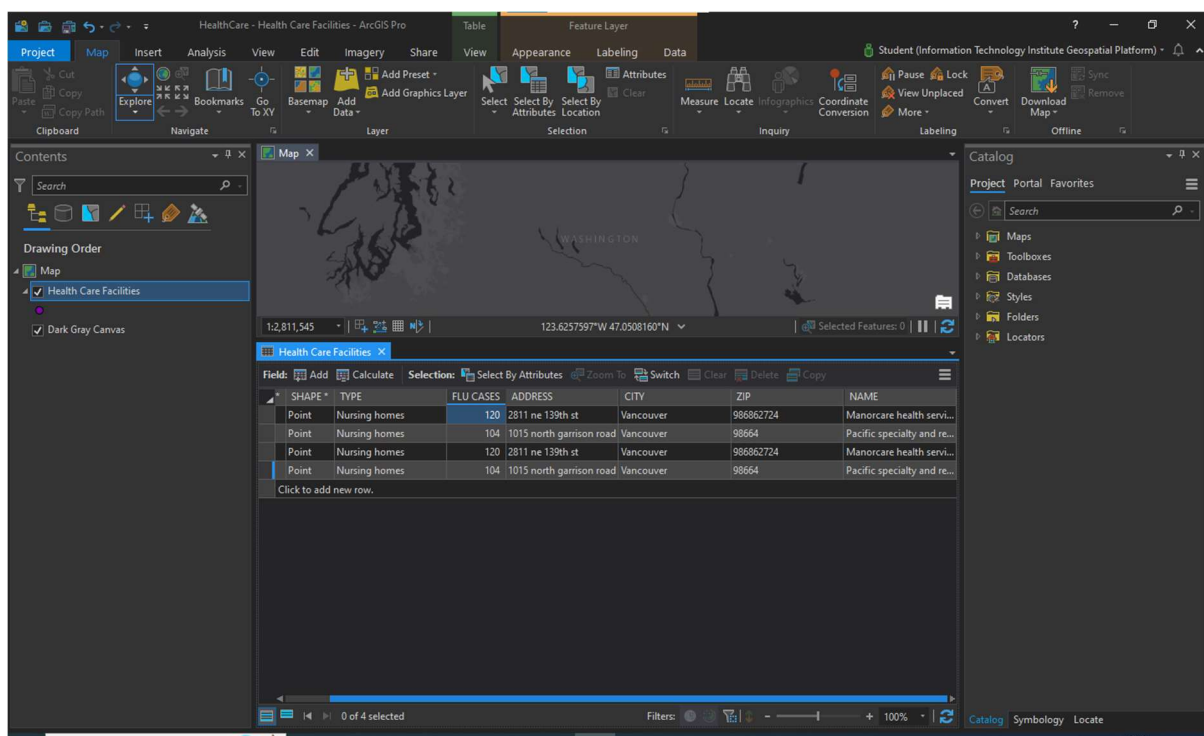 HealthCare - Health Care Facilities - ArcGIS Pro
Table
Feature Layer
?
Project Map Insert Analysis View Edit Imagery Share View Appearance Labeling Data
Student (Information Technology Institute Geospatial Platform)
Paste
Cut
Copy
Copy Path
Clipboard
Explore
Bookmarks
Go To XY
Navigate
Basemap
Add Data
Add Preset
Add Graphics Layer
Layer
Select
Select By Attributes
Select By Location
Attributes
Clear
Selection
Measure
Locate
Infographics
Coordinate Conversion
Inquiry
Pause
Lock
View Unplaced
More
Labeling
Convert
Download Map
Sync
Remove
Offline
Contents
Search
Drawing Order
Map
Health Care Facilities
Dark Gray Canvas
Map
WASHINGTON
1:2,811,545
123.6257597°W 47.0508160°N
Selected Features: 0
Health Care Facilities
Field: Add Calculate Selection: Select By Attributes Zoom To Switch Clear Delete Copy
SHAPE * TYPE FLU CASES ADDRESS CITY ZIP NAME
Point Nursing homes 120 2811 ne 139th st Vancouver 986862724 Manorcare health servi...
Point Nursing homes 104 1015 north garrison road Vancouver 98664 Pacific specialty and re...
Point Nursing homes 120 2811 ne 139th st Vancouver 986862724 Manorcare health servi...
Point Nursing homes 104 1015 north garrison road Vancouver 98664 Pacific specialty and re...
Click to add new row.
0 of 4 selected
Filters:
- + 100%
Catalog
Project Portal Favorites
Search
Maps
Toolboxes
Databases
Styles
Folders
Locators
Catalog Symbology Locate